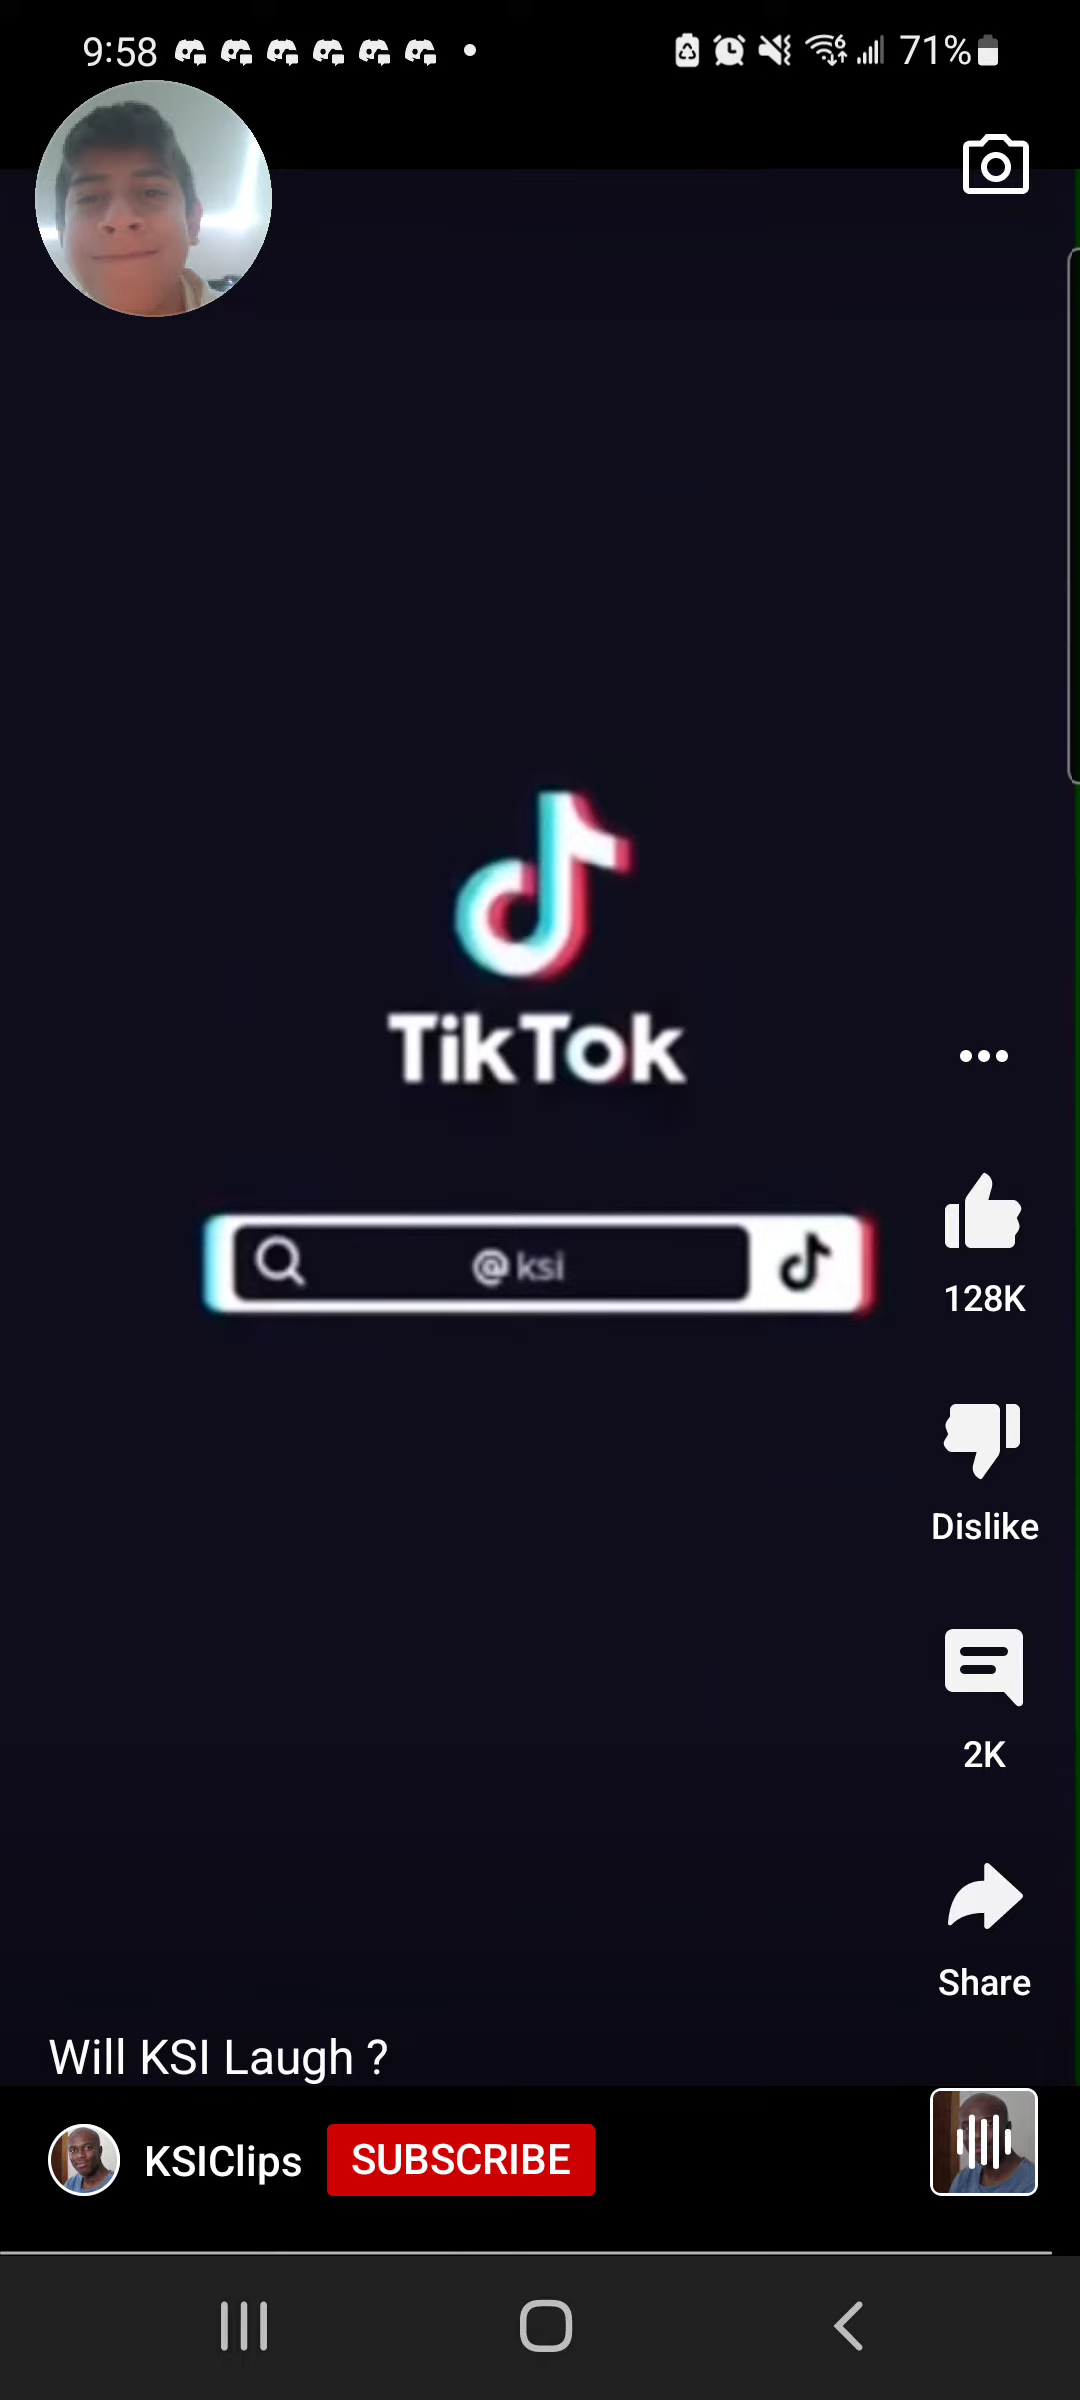 9:58
71%
TikTok
@ksi
128K
Dislike
2K
Share
Will KSI Laugh ?
KSIClips
SUBSCRIBE